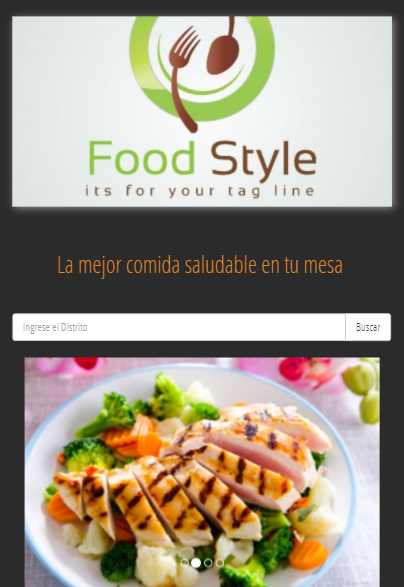 Food Style
its for your tag line
La mejor comida saludable en tu mesa
Ingrese el Distrito
Buscar